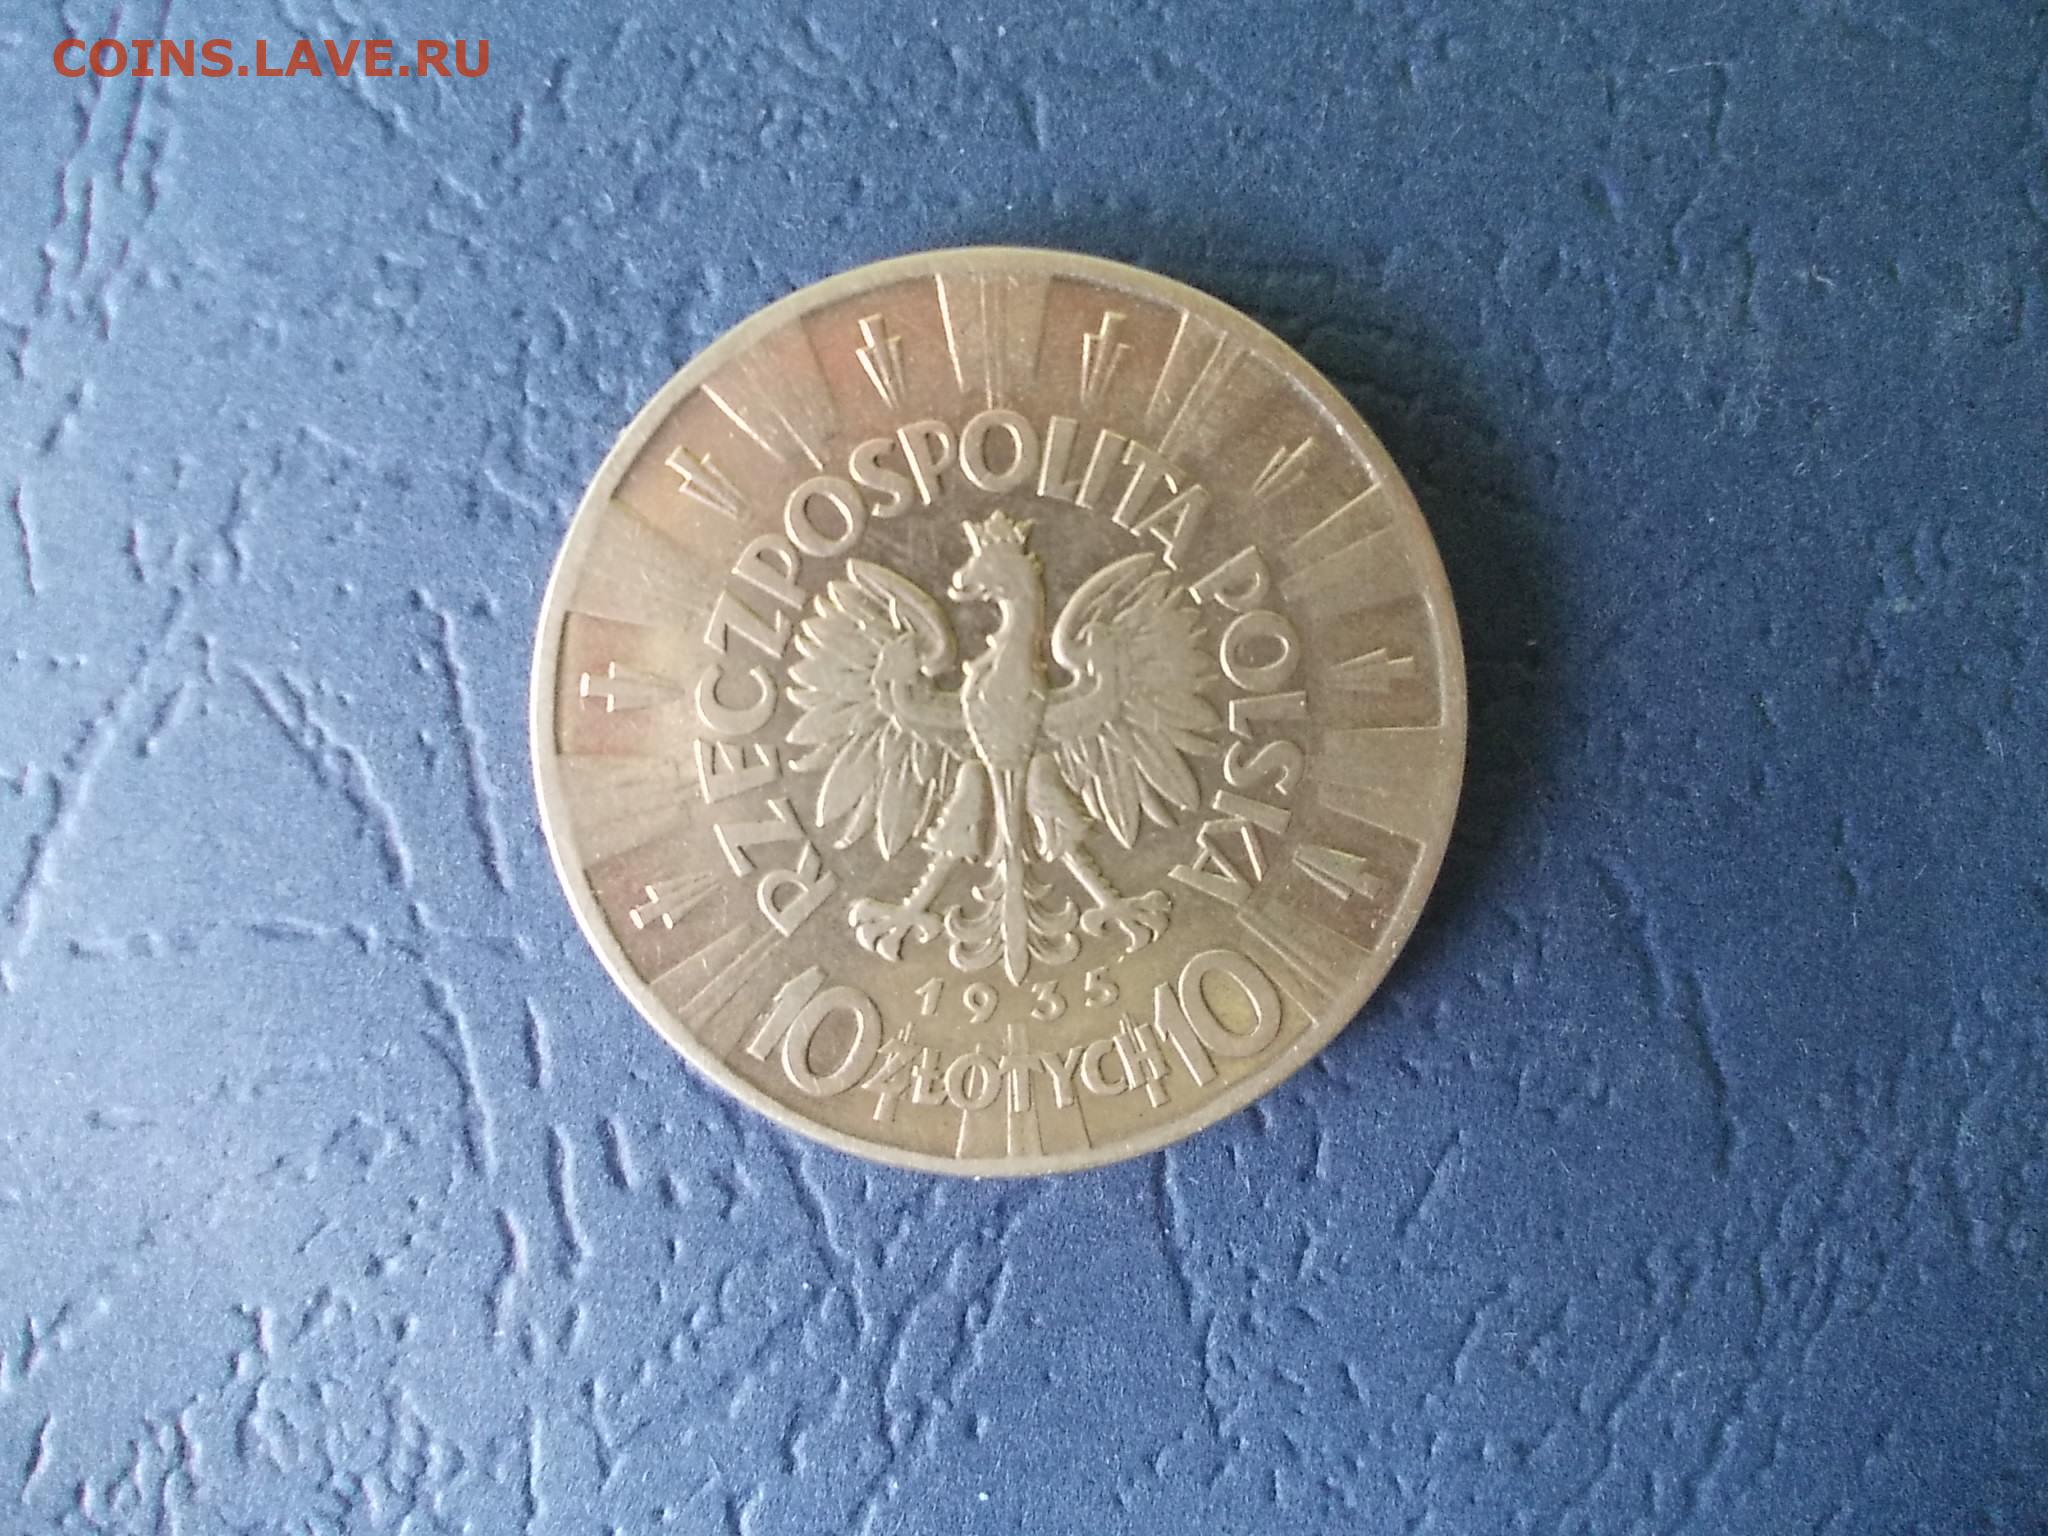 COINS.LAVE.RU
RZECZPOSPOLITA POLSKA
1935
10 ZŁOTYCH 10